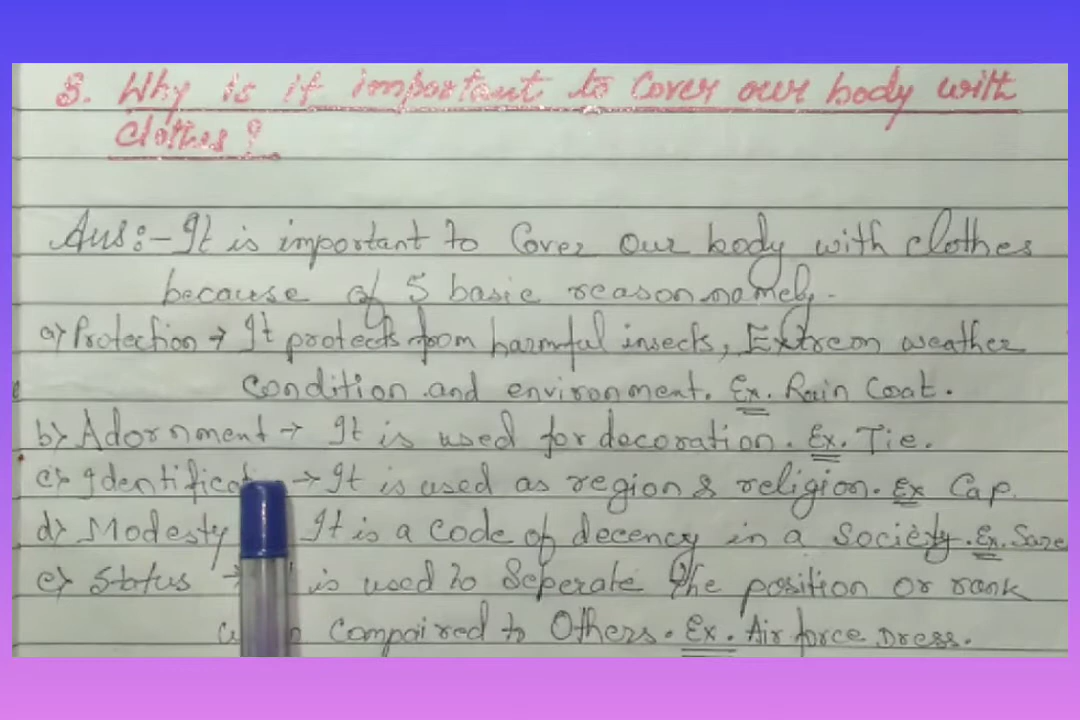 3. Why is it important to Cover our body with
Clothes?
Ans:- It is important to Cover our body with clothes
because of 5 basic reason namely.
a) Protection → It protects from harmful insects, Extreon weather
Condition and environment. Ex. Rain Coat.
b) Adornment → It is used for decoration. Ex. Tie.
c) Identificat → It is used as region & religion. Ex Cap.
d) Modesty It is a code of decency in a Society. Ex. Sare
e) Status → is used to Seperate the position or rank
Compaired to Others. Ex. Air force Dress.